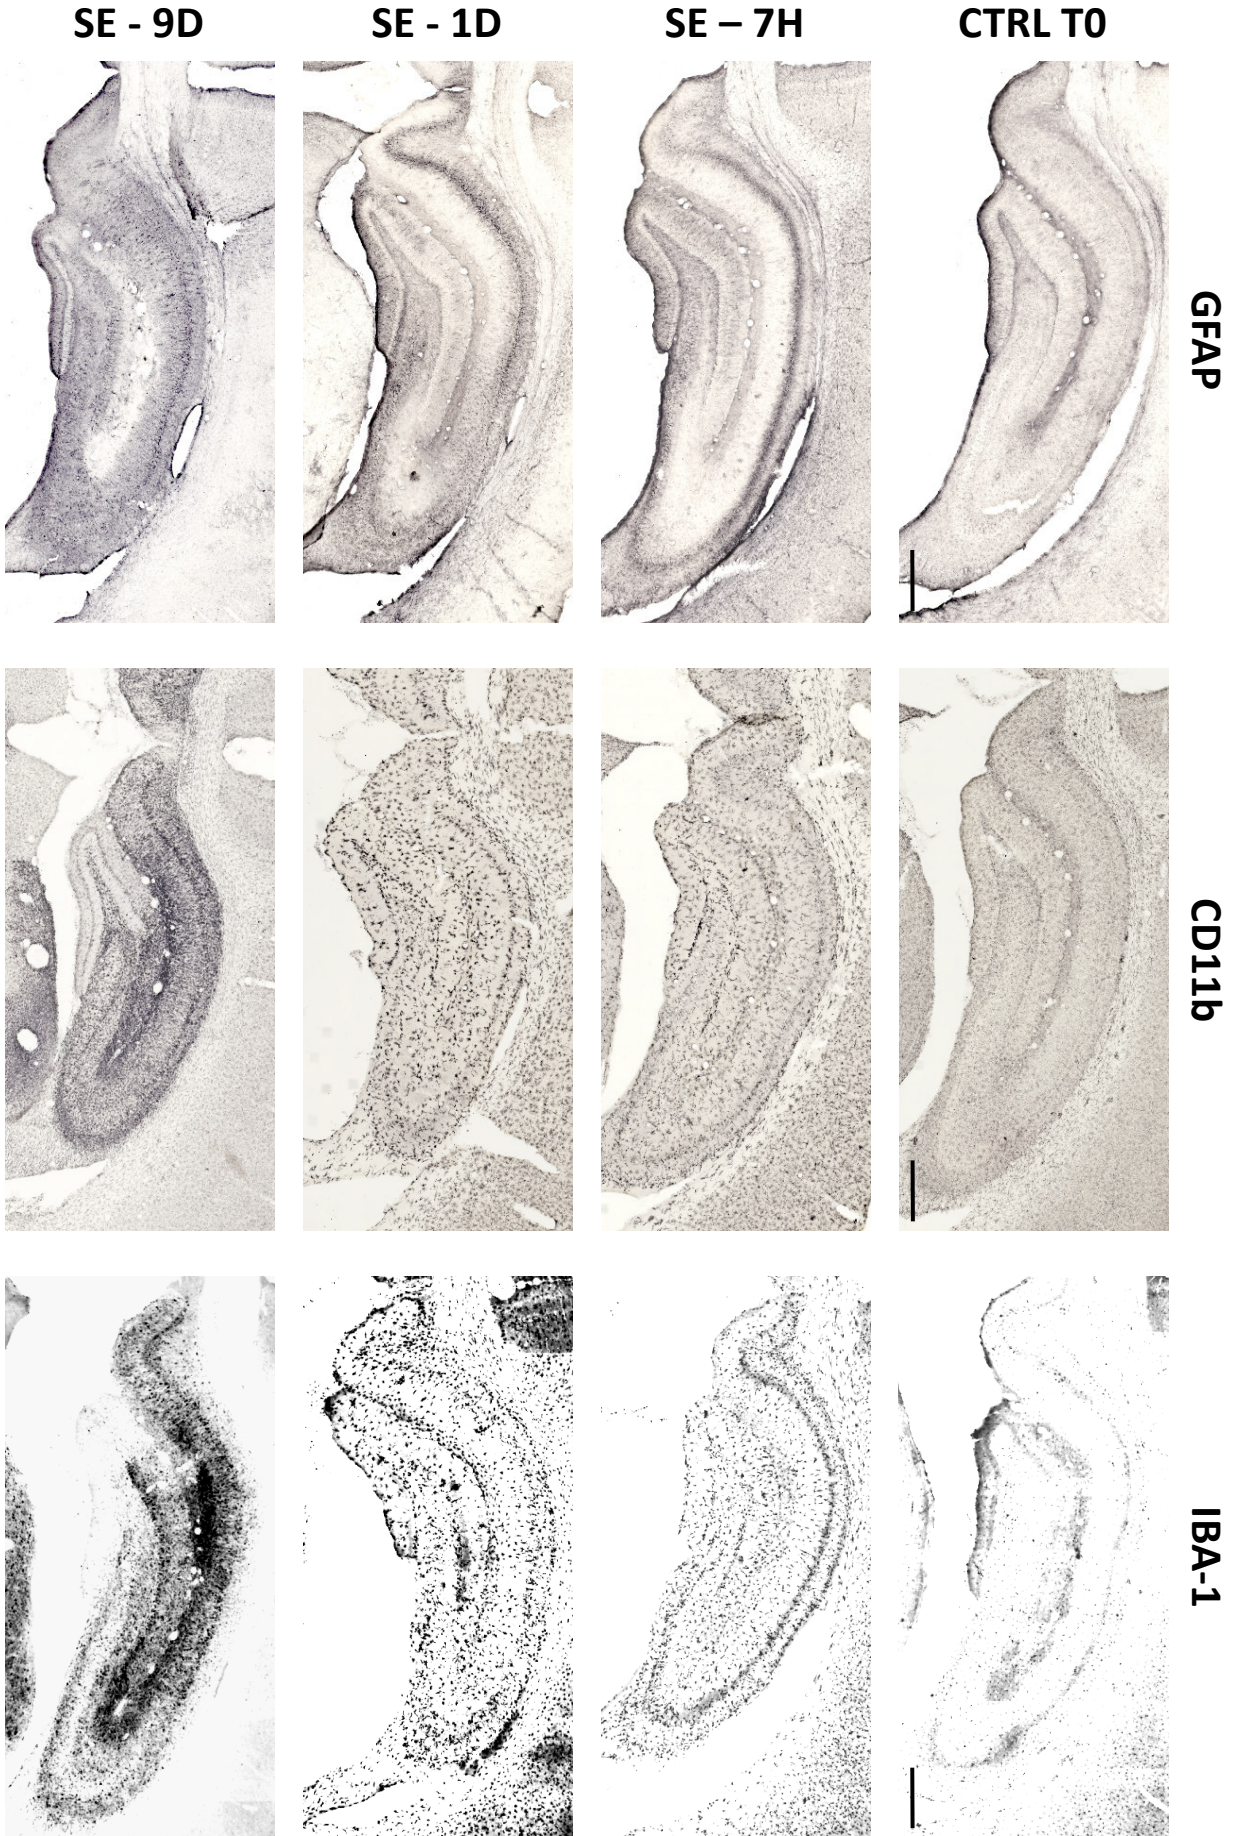 SE - 9D
SE - 1D
SE – 7H
CTRL T0
GFAP
CD11b
IBA-1